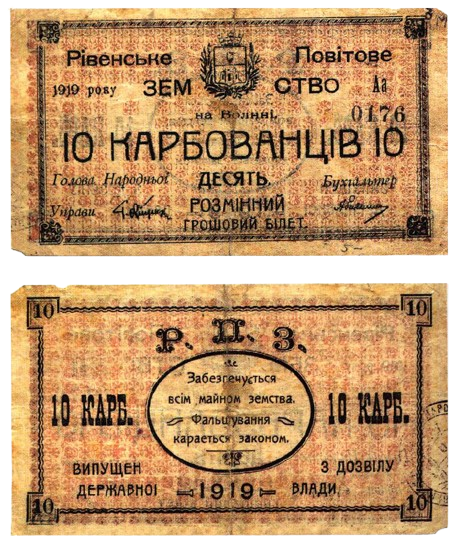 Рівенське Повітове
1919 року ЗЕМСТВО Аа
на Волині. 0176
10 КАРБОВАНЦІВ 10
Голова Народньої ДЕСЯТЬ. Бухгальтер
Управи РОЗМІННИЙ
ГРОШОВИЙ БІЛЕТ.
10 10
Р. П. З.
Забезпечується
всім майном земства.
10 КАРБ. Фальшування 10 КАРБ.
карається законом.
ВИПУЩЕН З ДОЗВІЛУ
ДЕРЖАВНОЇ 1919 ВЛАДИ.
10 10